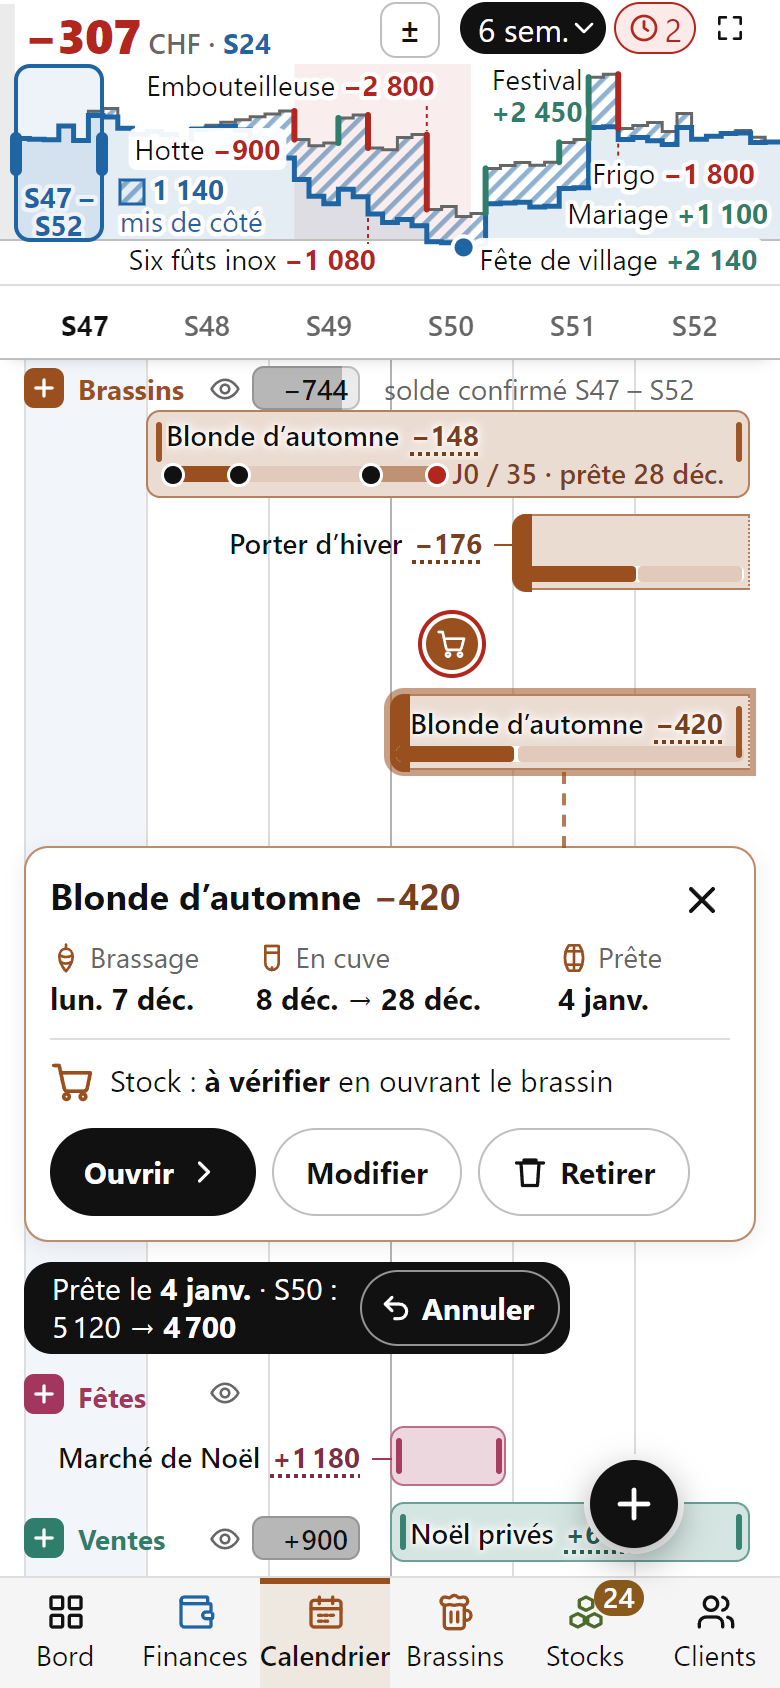 −307 CHF · S24
±
6 sem.
2
Embouteilleuse −2 800
Festival
+2 450
Hotte −900
S47 –
S52
1 140
mis de côté
Frigo −1 800
Mariage +1 100
Six fûts inox −1 080
Fête de village +2 140
S47 S48 S49 S50 S51 S52
Brassins −744 solde confirmé S47 – S52
Blonde d’automne −148
J0 / 35 · prête 28 déc.
Porter d’hiver −176
Blonde d’automne −420
Blonde d’automne −420
Brassage En cuve Prête
lun. 7 déc. 8 déc. → 28 déc. 4 janv.
Stock : à vérifier en ouvrant le brassin
Ouvrir Modifier Retirer
Prête le 4 janv. · S50 :
5 120 → 4 700
Annuler
Fêtes
Marché de Noël +1 180
Ventes +900 Noël privés
24
Bord Finances Calendrier Brassins Stocks Clients